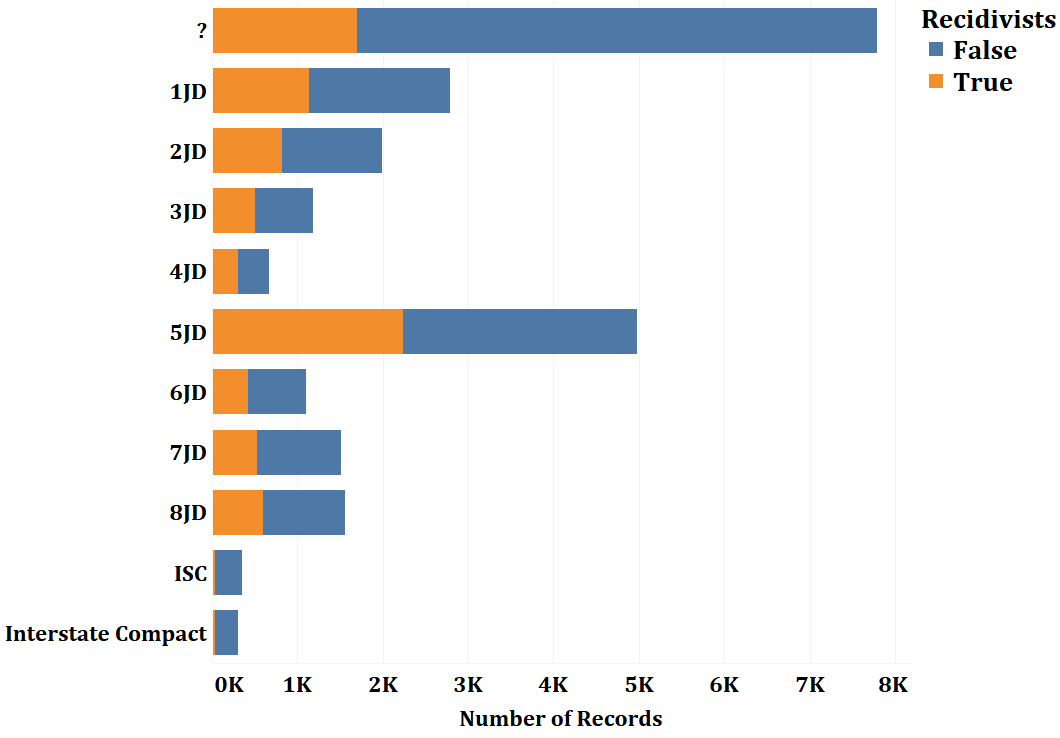 Recidivists
False
True
?
1JD
2JD
3JD
4JD
5JD
6JD
7JD
8JD
ISC
Interstate Compact
0K 1K 2K 3K 4K 5K 6K 7K 8K
Number of Records